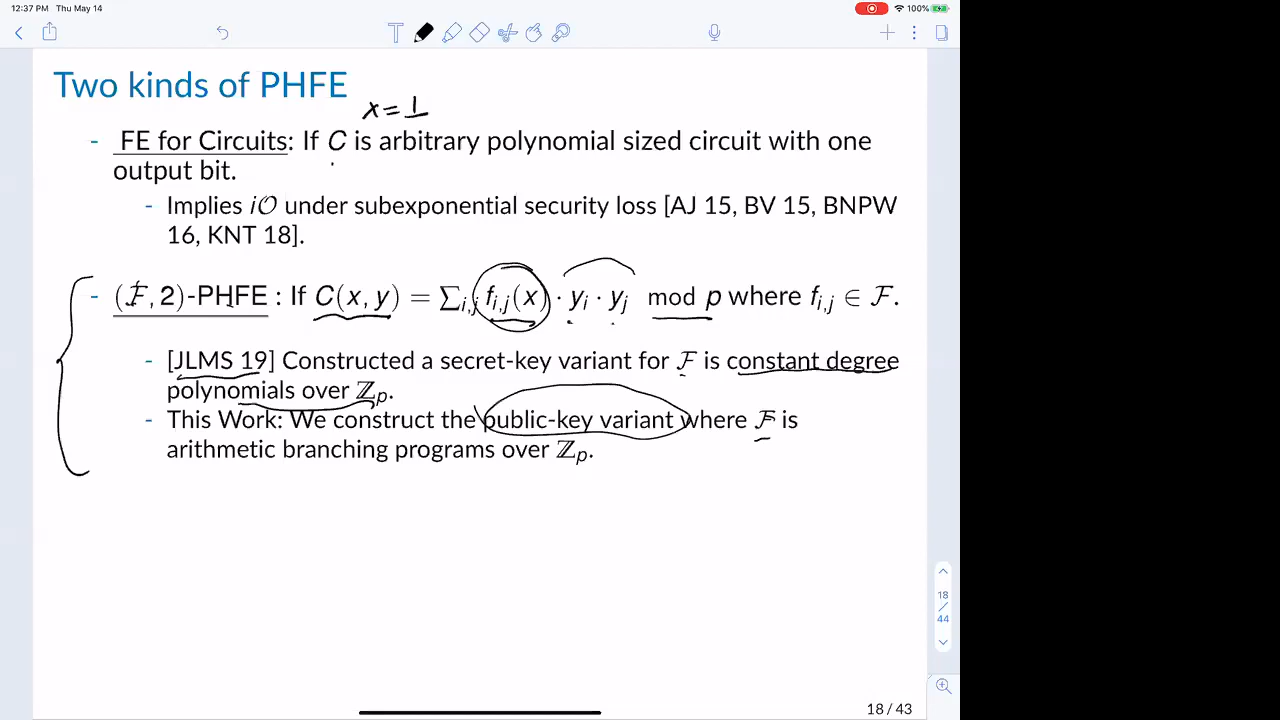 12:37 PM Thu May 14
100%
Two kinds of PHFE
x = ⊥
- FE for Circuits: If C is arbitrary polynomial sized circuit with one
output bit.
- Implies iO under subexponential security loss [AJ 15, BV 15, BNPW
16, KNT 18].
- (F, 2)-PHFE : If C(x, y) = ∑i,j fi,j(x) · yi · yj mod p where fi,j ∈ F.
- [JLMS 19] Constructed a secret-key variant for F is constant degree
polynomials over ℤp.
- This Work: We construct the public-key variant where F is
arithmetic branching programs over ℤp.
18
/
44
18 / 43